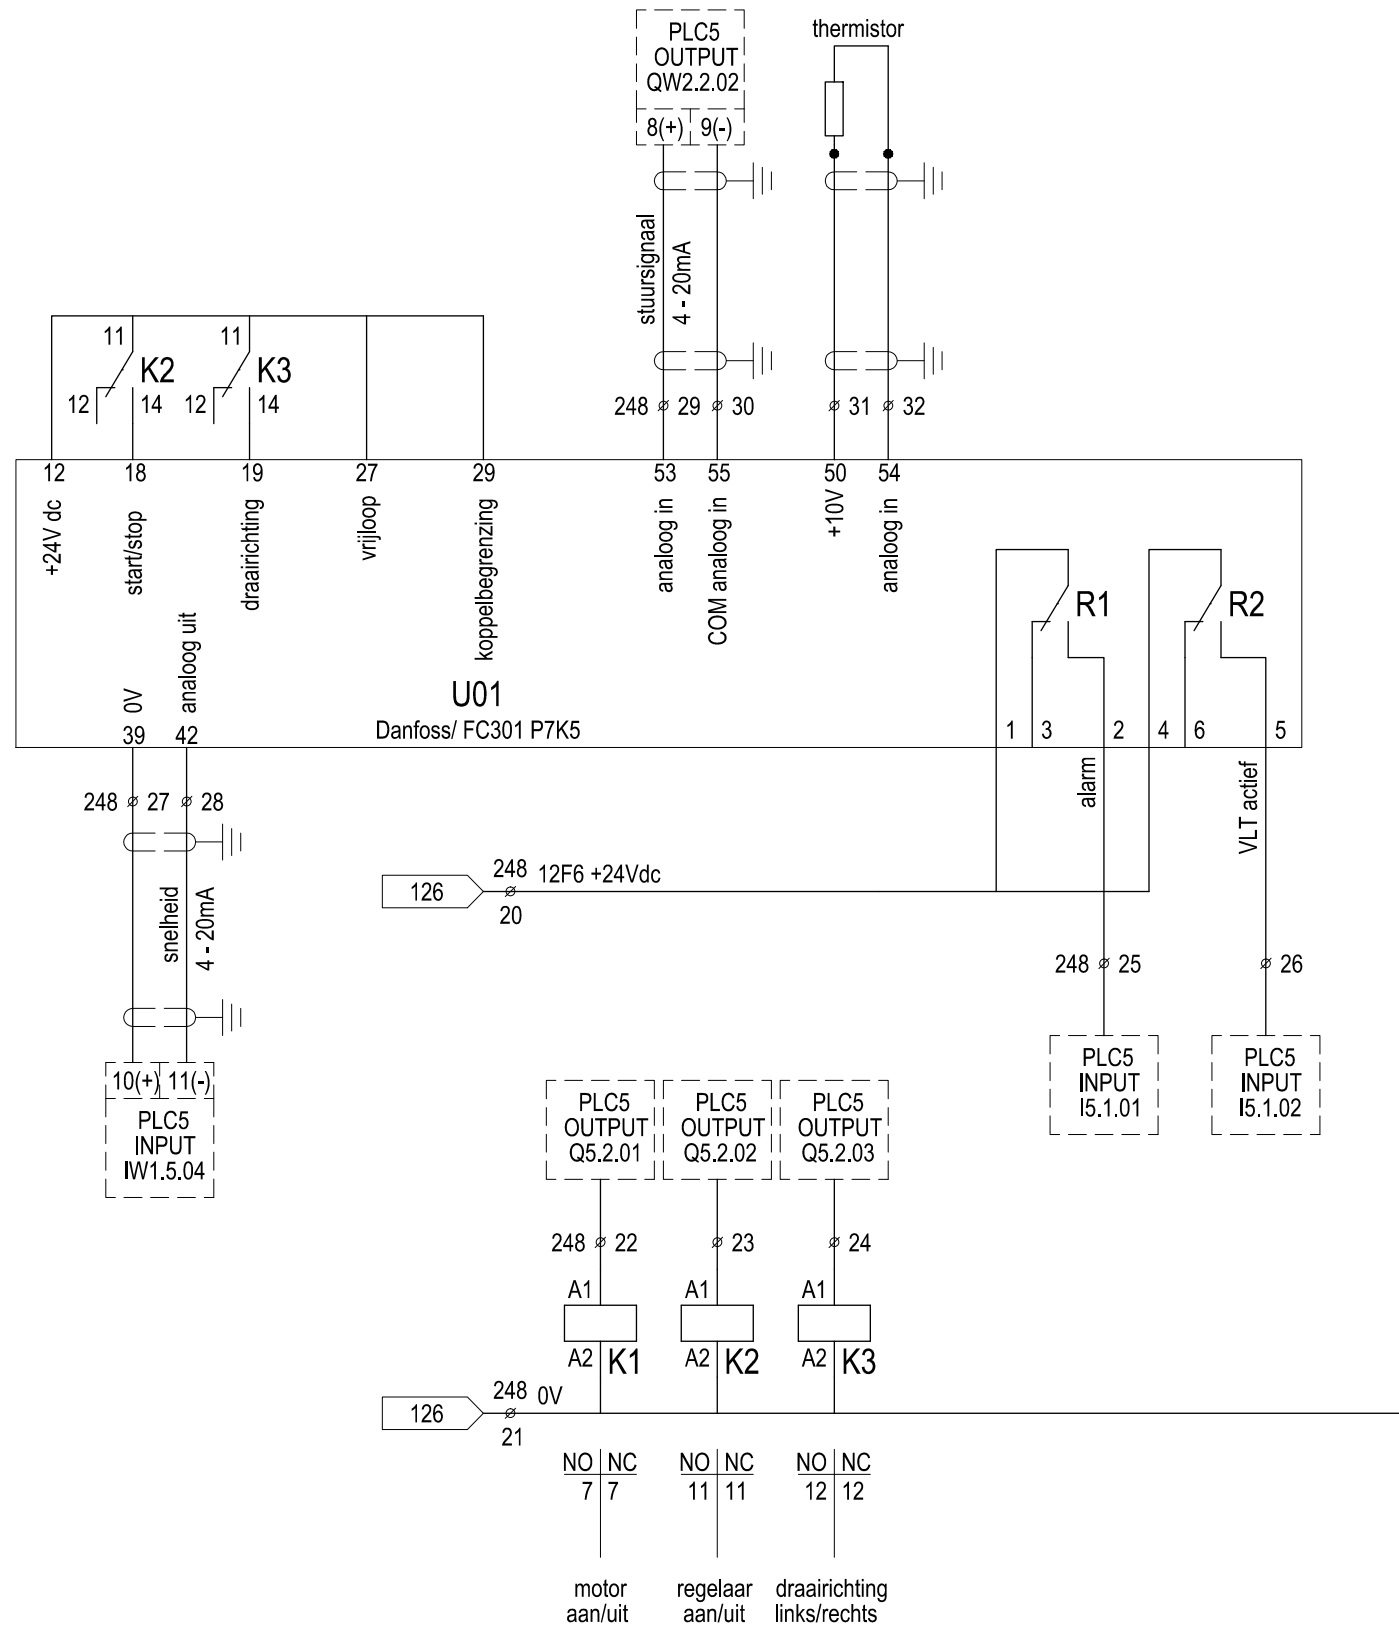 PLC5
OUTPUT
QW2.2.02
8(+) 9(-)
thermistor
stuursignaal
4 - 20mA
11 K2
12 14
11 K3
12 14
248 29 30
31 32
12 18 19 27 29 53 55 50 54
+24V dc
start/stop
draairichting
vrijloop
koppelbegrenzing
analoog in
COM analoog in
+10V
analoog in
R1
R2
0V
analoog uit
U01
Danfoss/ FC301 P7K5
39 42
1 3 2 4 6 5
alarm
VLT actief
248 27 28
snelheid
4 - 20mA
126
248 12F6 +24Vdc
20
248 25
26
10(+) 11(-)
PLC5
INPUT
IW1.5.04
PLC5
INPUT
I5.1.01
PLC5
INPUT
I5.1.02
PLC5
OUTPUT
Q5.2.01
PLC5
OUTPUT
Q5.2.02
PLC5
OUTPUT
Q5.2.03
248 22 23 24
A1 A1 A1
A2 K1 A2 K2 A2 K3
126
248 0V
21
NO NC NO NC NO NC
7 7 11 11 12 12
motor
aan/uit
regelaar
aan/uit
draairichting
links/rechts